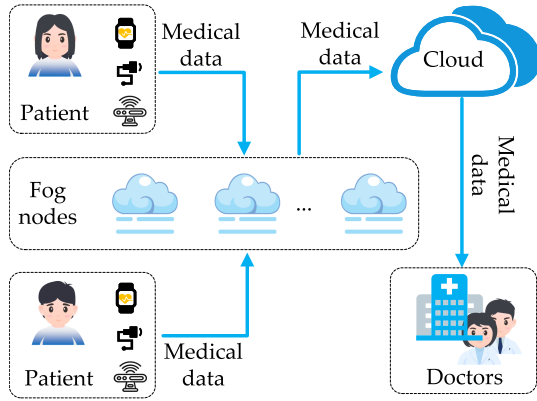 Patient
Medical
data
Medical
data
Cloud
Fog
nodes
...
Medical
data
Patient
Medical
data
Doctors